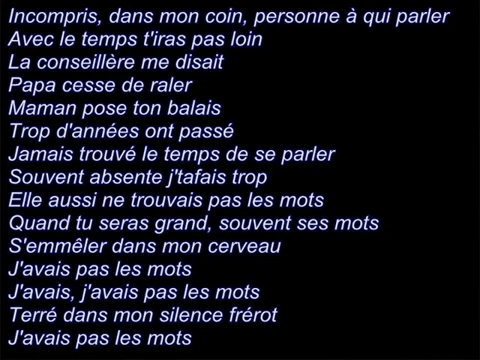 Incompris, dans mon coin, personne à qui parler
Avec le temps t'iras pas loin
La conseillère me disait
Papa cesse de raler
Maman pose ton balais
Trop d'années ont passé
Jamais trouvé le temps de se parler
Souvent absente j'tafais trop
Elle aussi ne trouvais pas les mots
Quand tu seras grand, souvent ses mots
S'emmêler dans mon cerveau
J'avais pas les mots
J'avais, j'avais pas les mots
Terré dans mon silence frérot
J'avais pas les mots